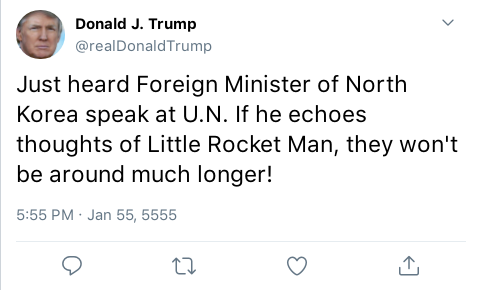 Donald J. Trump
@realDonaldTrump
Just heard Foreign Minister of North
Korea speak at U.N. If he echoes
thoughts of Little Rocket Man, they won't
be around much longer!
5:55 PM · Jan 55, 5555